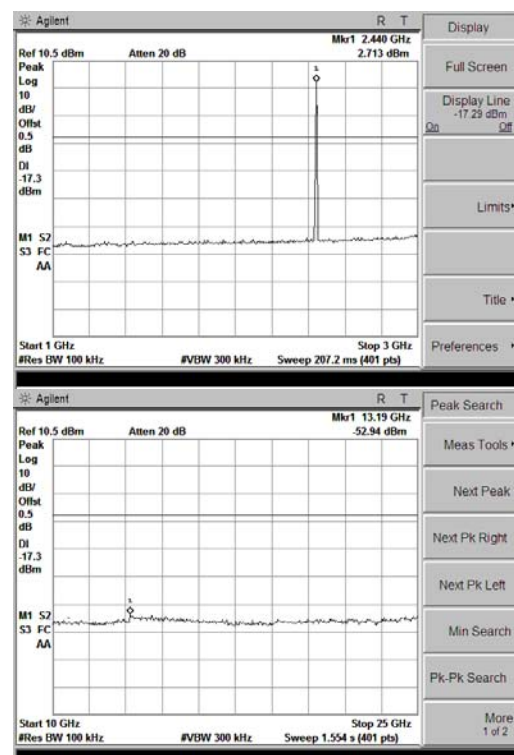 Agilent R T
Display
Mkr1 2.440 GHz
Ref 10.5 dBm Atten 20 dB 2.713 dBm
Peak
Log
10
dB/
Offst
0.5
dB
DI
-17.3
dBm
1
M1 S2
S3 FC
AA
Start 1 GHz Stop 3 GHz
#Res BW 100 kHz #VBW 300 kHz Sweep 207.2 ms (401 pts)
Full Screen
Display Line
-17.29 dBm
On Off
Limits
Title
Preferences
Agilent R T
Peak Search
Mkr1 13.19 GHz
Ref 10.5 dBm Atten 20 dB -52.94 dBm
Peak
Log
10
dB/
Offst
0.5
dB
DI
-17.3
dBm
1
M1 S2
S3 FC
AA
Start 10 GHz Stop 25 GHz
#Res BW 100 kHz #VBW 300 kHz Sweep 1.554 s (401 pts)
Meas Tools
Next Peak
Next Pk Right
Next Pk Left
Min Search
Pk-Pk Search
More
1 of 2